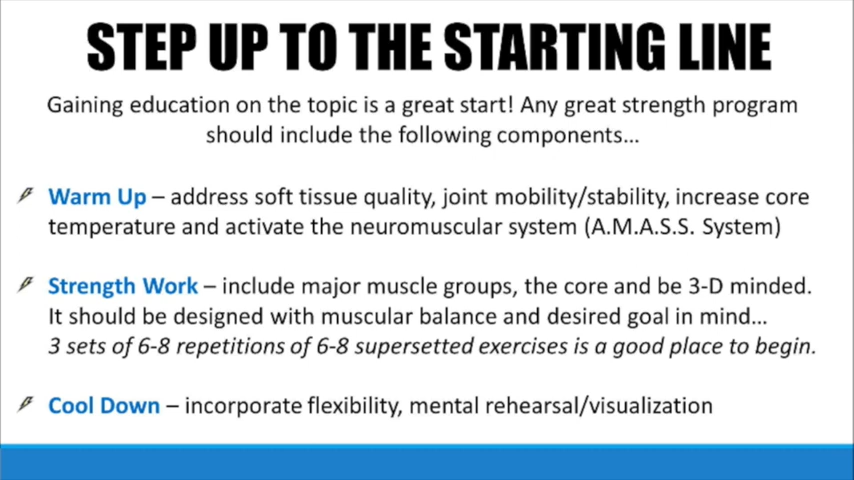 STEP UP TO THE STARTING LINE
Gaining education on the topic is a great start! Any great strength program
should include the following components...
Warm Up – address soft tissue quality, joint mobility/stability, increase core
temperature and activate the neuromuscular system (A.M.A.S.S. System)
Strength Work – include major muscle groups, the core and be 3-D minded.
It should be designed with muscular balance and desired goal in mind...
3 sets of 6-8 repetitions of 6-8 supersetted exercises is a good place to begin.
Cool Down – incorporate flexibility, mental rehearsal/visualization